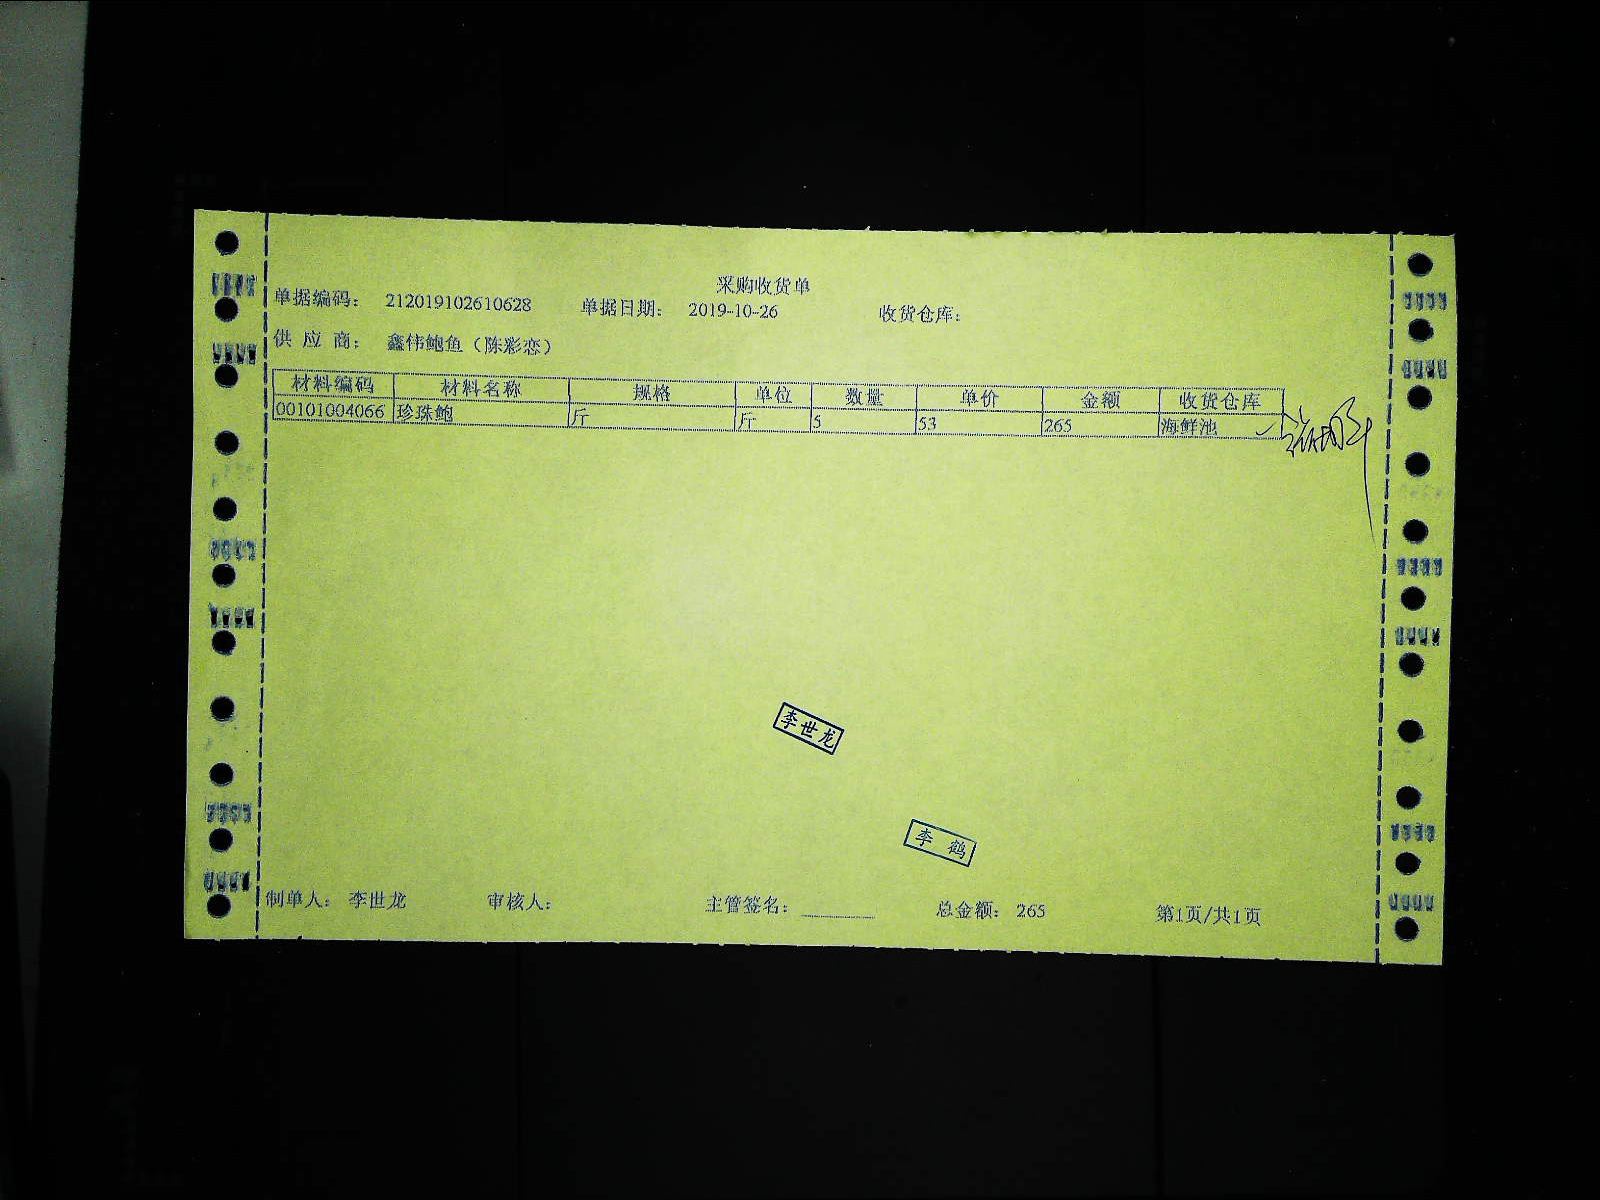 采购收货单
单据编码： 212019102610628 单据日期： 2019-10-26 收货仓库：
供 应 商： 鑫伟鲍鱼（陈彩恋）
材料编码 材料名称 规格 单位 数量 单价 金额 收货仓库
00101004066 珍珠鲍 斤 斤 5 53 265 海鲜池
李世龙
李 鹤
制单人： 李世龙 审核人： 主管签名： 总金额： 265 第1页/共1页